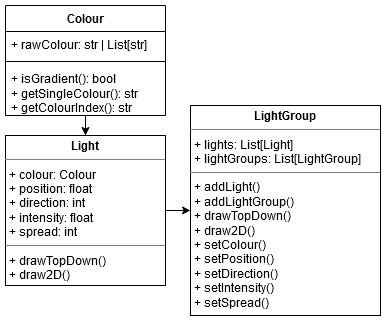 Colour
+ rawColour: str | List[str]
+ isGradient(): bool
+ getSingleColour(): str
+ getColourIndex(): str
Light
+ colour: Colour
+ position: float
+ direction: int
+ intensity: float
+ spread: int
+ drawTopDown()
+ draw2D()
LightGroup
+ lights: List[Light]
+ lightGroups: List[LightGroup]
+ addLight()
+ addLightGroup()
+ drawTopDown()
+ draw2D()
+ setColour()
+ setPosition()
+ setDirection()
+ setIntensity()
+ setSpread()